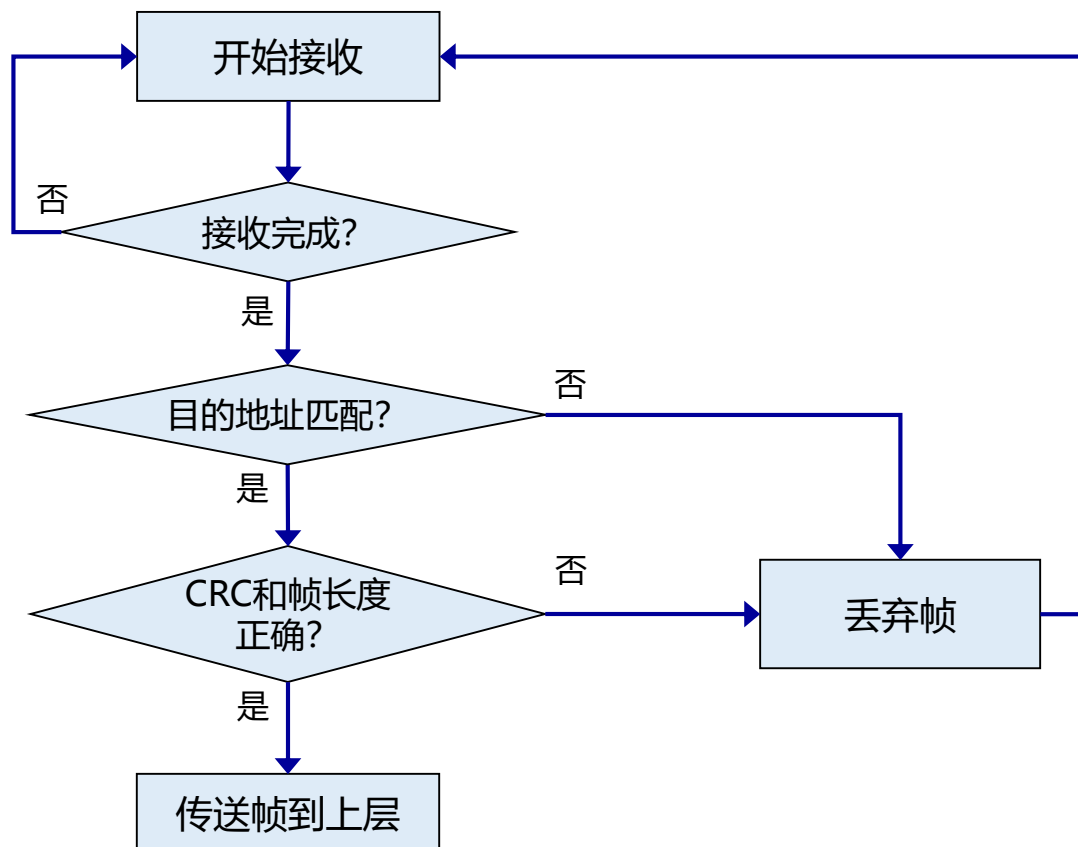 开始接收
否
接收完成?
是
否
目的地址匹配?
是
否
CRC和帧长度
正确?
丢弃帧
是
传送帧到上层